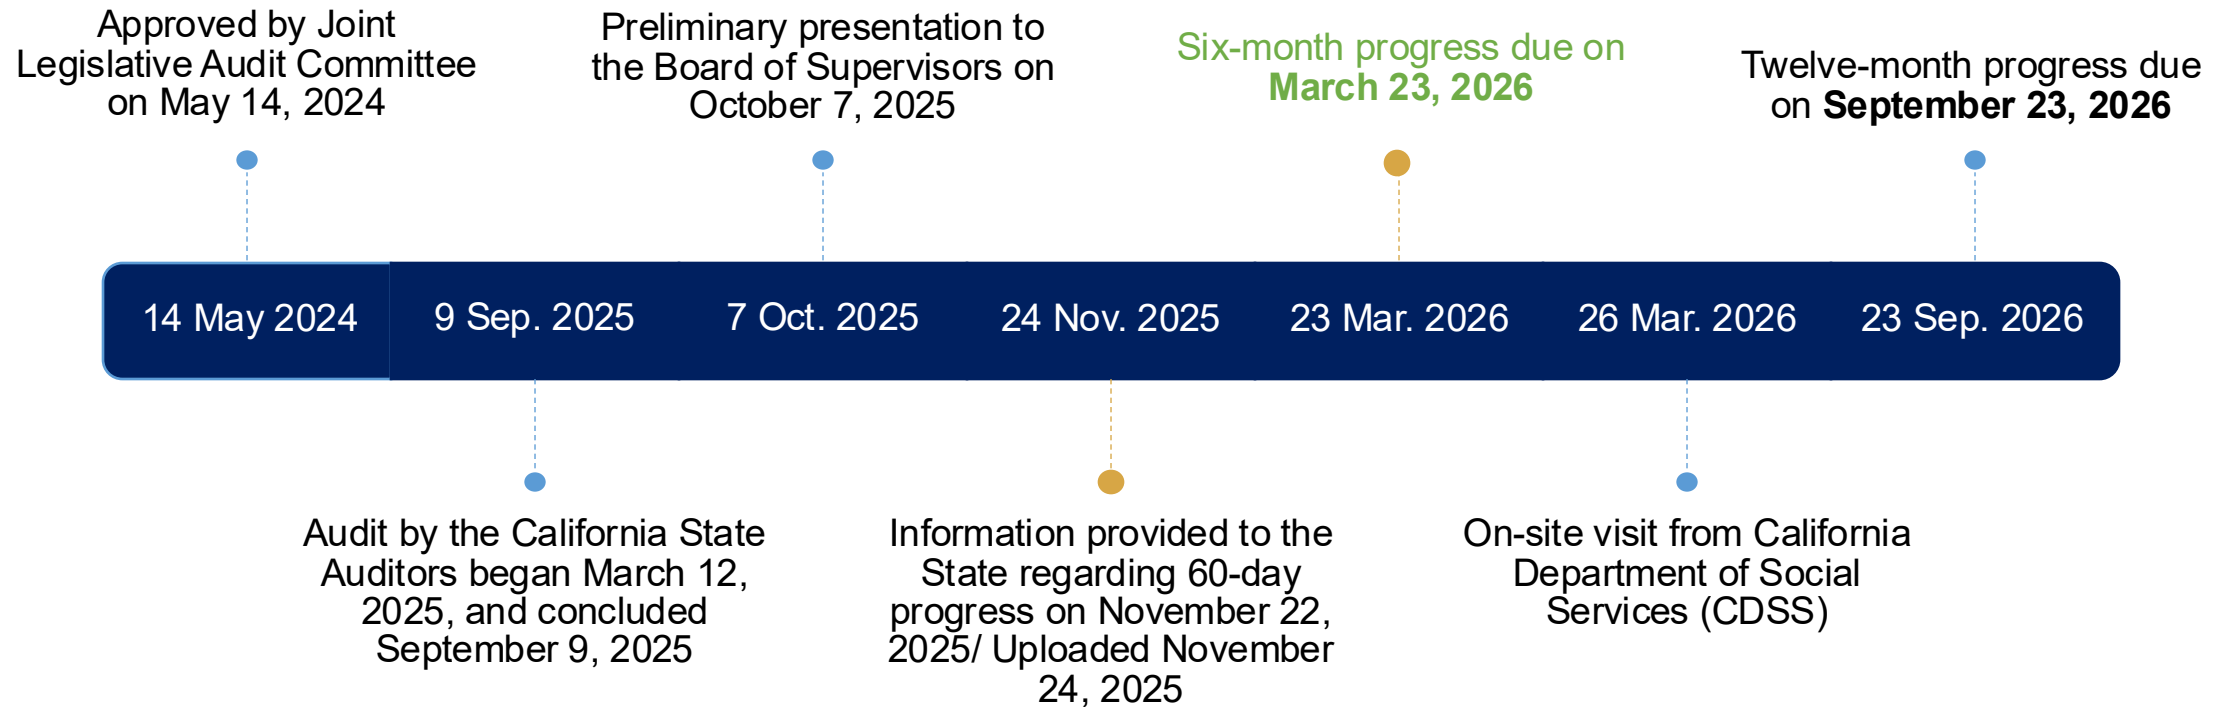 Approved by Joint
Legislative Audit Committee
on May 14, 2024
Preliminary presentation to
the Board of Supervisors on
October 7, 2025
Six-month progress due on
March 23, 2026
Twelve-month progress due
on September 23, 2026
14 May 2024
9 Sep. 2025
7 Oct. 2025
24 Nov. 2025
23 Mar. 2026
26 Mar. 2026
23 Sep. 2026
Audit by the California State
Auditors began March 12,
2025, and concluded
September 9, 2025
Information provided to the
State regarding 60-day
progress on November 22,
2025/ Uploaded November
24, 2025
On-site visit from California
Department of Social
Services (CDSS)